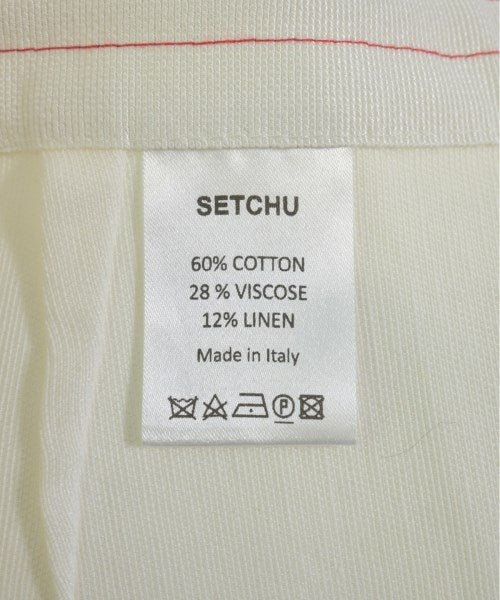 SETCHU
60% COTTON
28 % VISCOSE
12% LINEN
Made in Italy
P